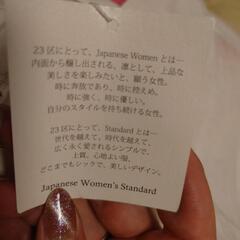 23区にとって、Japanese Women とは…
内面から醸し出される、凛として、上品な
美しさを楽しみたいと、願う女性。
時に奔放であり、時に控えめ。
時に強く、時に優しい。
自分のスタイルを持ち続ける女性。
23区にとって、Standard とは…
世代を越えて、時代を越えて、
広く永く愛されるシンプルで、
上質、心地よい服。
どこまでもシックで、美しいデザイン。
Japanese Women's Standard